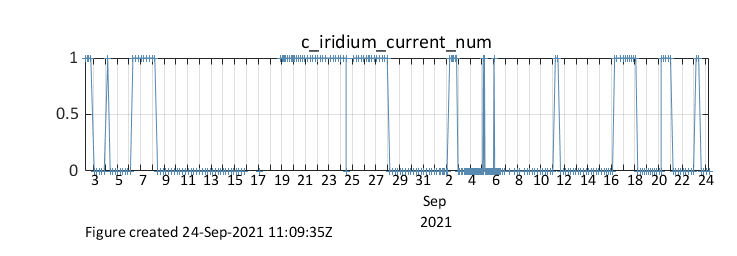 c_iridium_current_num
1
0.5
0
3 5 7 9 11 13 15 17 19 21 23 25 27 29 31 2 4 6 8 10 12 14 16 18 20 22 24
Sep
2021
Figure created 24-Sep-2021 11:09:35Z